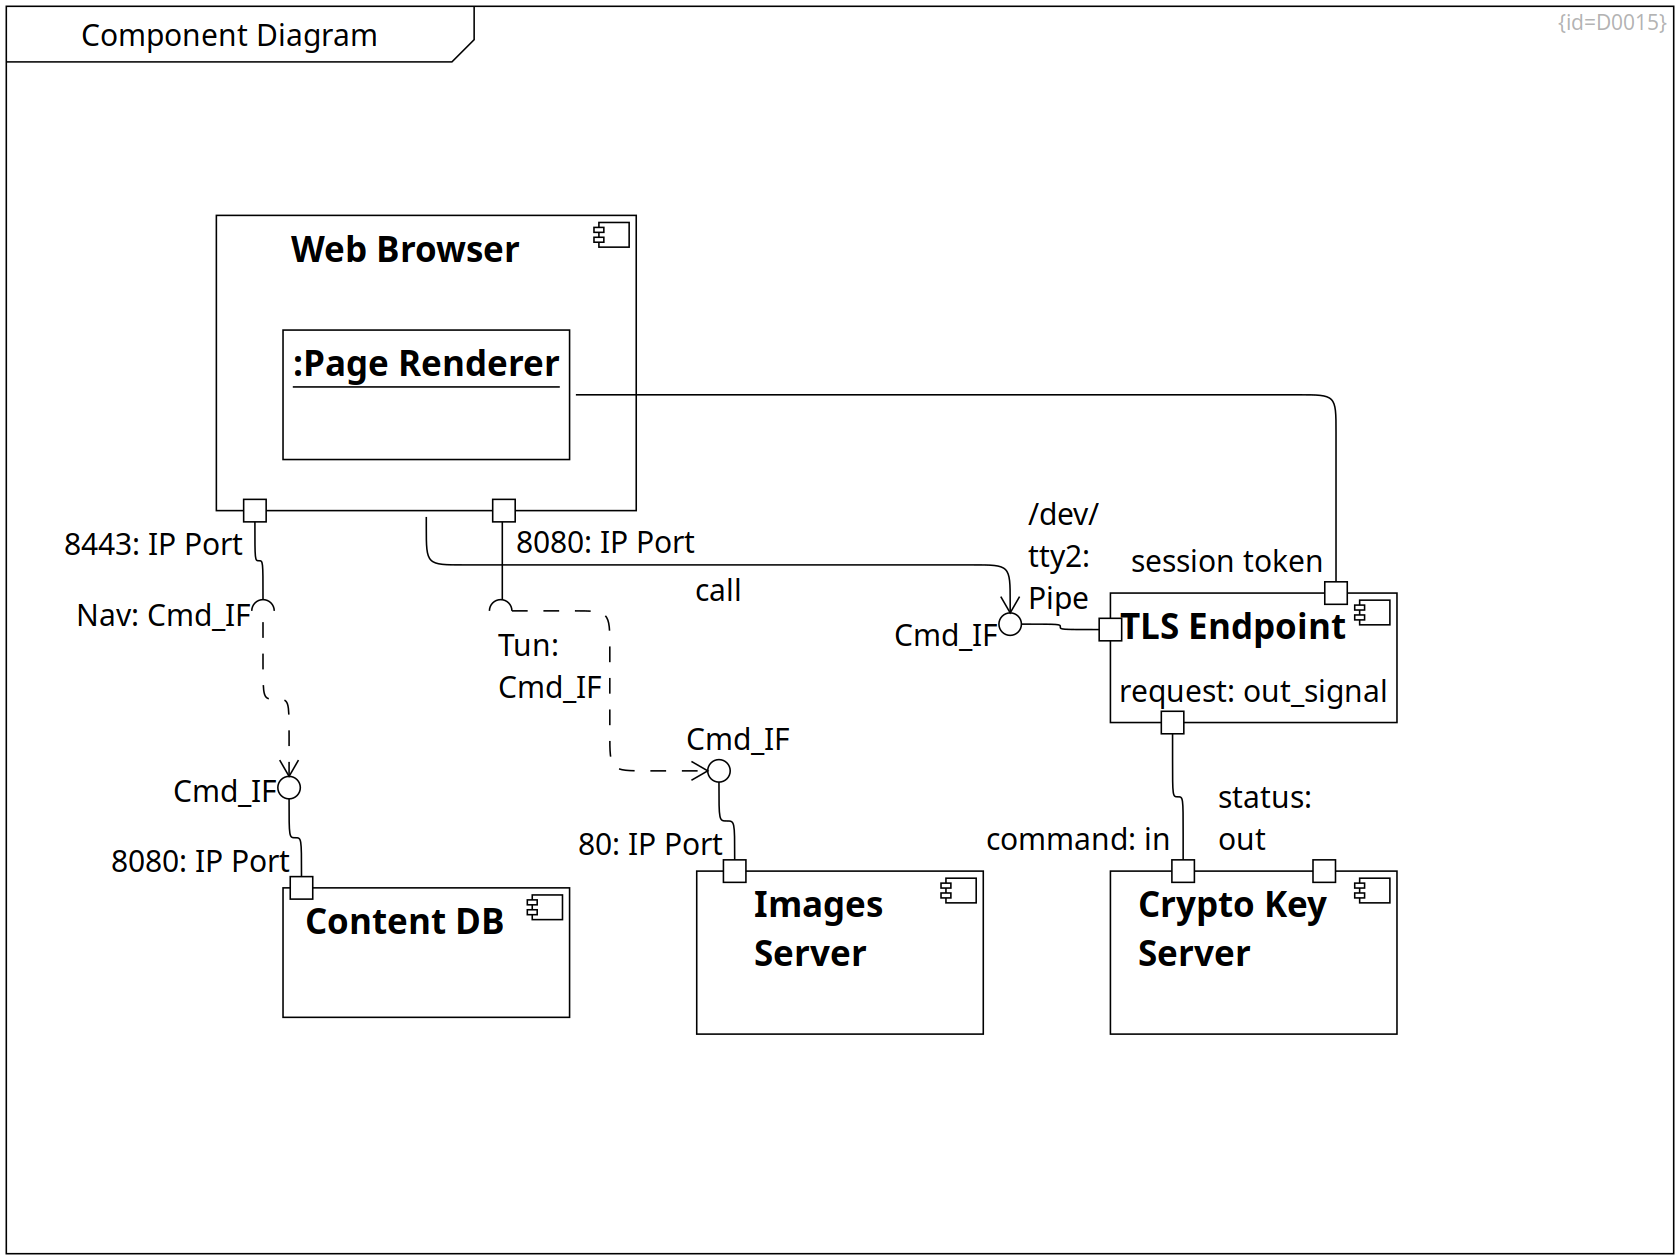 Component Diagram
{id=D0015}
Web Browser
:Page Renderer
8443: IP Port
8080: IP Port
call
Nav: Cmd_IF
Tun:
Cmd_IF
/dev/
tty2:
Pipe
session token
Cmd_IF
TLS Endpoint
request: out_signal
Cmd_IF
Cmd_IF
8080: IP Port
80: IP Port
command: in
status:
out
Content DB
Images
Server
Crypto Key
Server